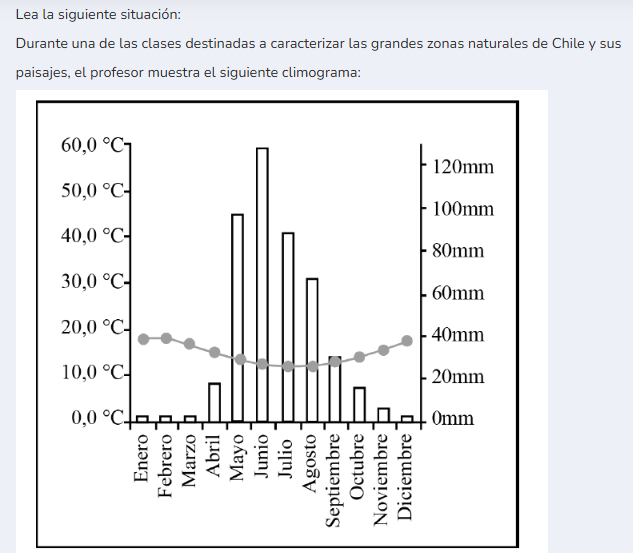 Lea la siguiente situación:
Durante una de las clases destinadas a caracterizar las grandes zonas naturales de Chile y sus
paisajes, el profesor muestra el siguiente climograma:
60,0 °C
50,0 °C
40,0 °C
30,0 °C
20,0 °C
10,0 °C
0,0 °C
120mm
100mm
80mm
60mm
40mm
20mm
0mm
Enero
Febrero
Marzo
Abril
Mayo
Junio
Julio
Agosto
Septiembre
Octubre
Noviembre
Diciembre